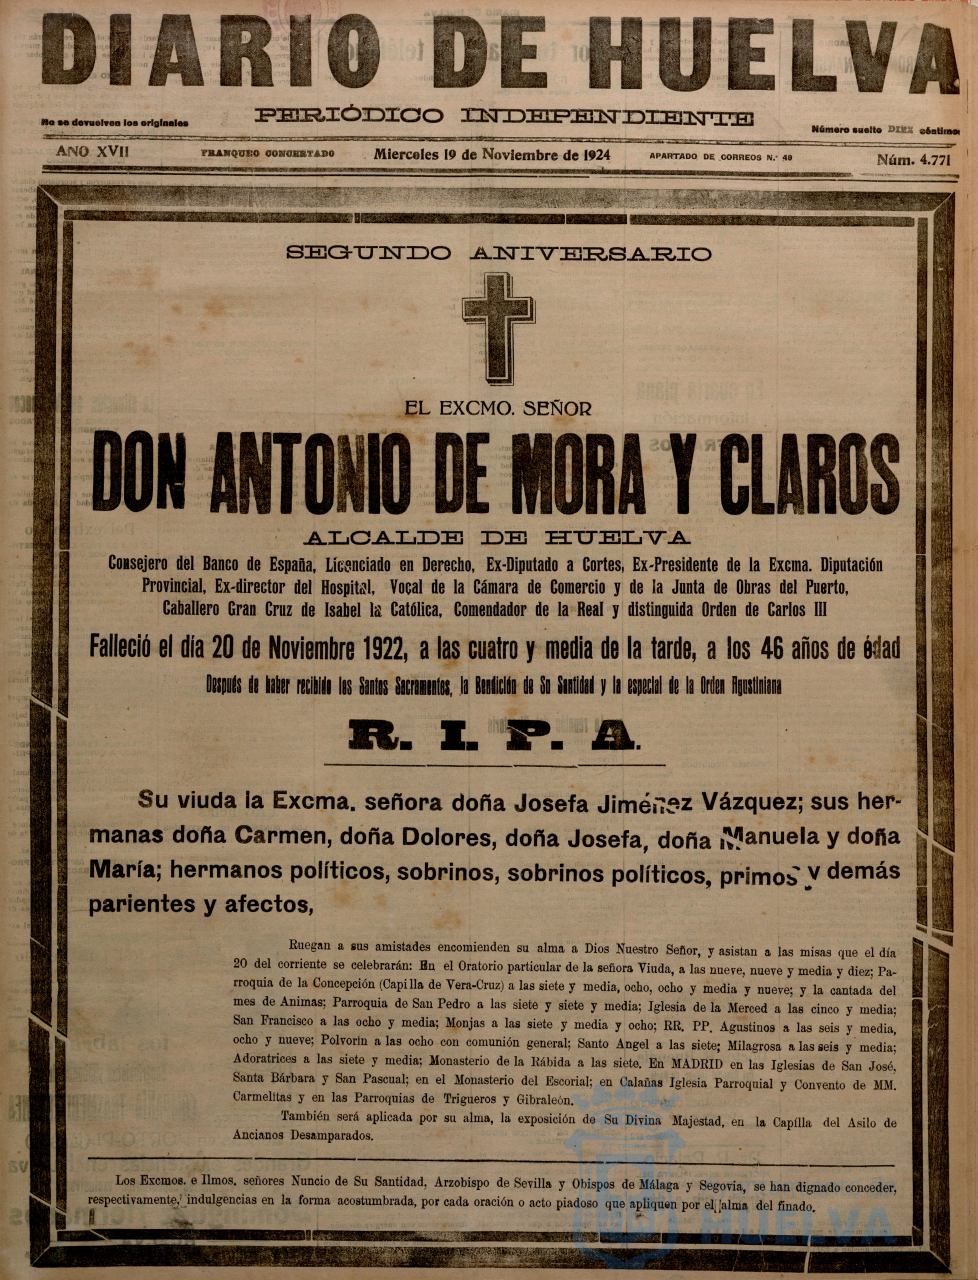 DIARIO DE HUELVA
No se devuelven los originales
PERIÓDICO INDEPENDIENTE
Número suelto DIEZ céntimos
AÑO XVII
FRANQUEO CONCERTADO
Miercoles 19 de Noviembre de 1924
APARTADO DE CORREOS N.º 49
Núm. 4.771
SEGUNDO ANIVERSARIO
EL EXCMO. SEÑOR
DON ANTONIO DE MORA Y CLAROS
ALCALDE DE HUELVA
Consejero del Banco de España, Licenciado en Derecho, Ex-Diputado a Cortes, Ex-Presidente de la Excma. Diputación
Provincial, Ex-director del Hospital, Vocal de la Cámara de Comercio y de la Junta de Obras del Puerto,
Caballero Gran Cruz de Isabel la Católica, Comendador de la Real y distinguida Orden de Carlos III
Falleció el día 20 de Noviembre 1922, a las cuatro y media de la tarde, a los 46 años de édad
Después de haber recibido los Santos Sacramentos, la Bendición de Su Santidad y la especial de la Orden Agustiniana
R. I. P. A.
Su viuda la Excma. señora doña Josefa Jiménez Vázquez; sus her-
manas doña Carmen, doña Dolores, doña Josefa, doña Manuela y doña
María; hermanos políticos, sobrinos, sobrinos políticos, primos y demás
parientes y afectos,
Ruegan a sus amistades encomienden su alma a Dios Nuestro Señor, y asistan a las misas que el día
20 del corriente se celebrarán: En el Oratorio particular de la señora Viuda, a las nueve, nueve y media y diez; Pa-
rroquia de la Concepción (Capilla de Vera-Cruz) a las siete y media, ocho, ocho y media y nueve; y la cantada del
mes de Animas; Parroquia de San Pedro a las siete y siete y media; Iglesia de la Merced a las cinco y media;
San Francisco a las ocho y media; Monjas a las siete y media y ocho; RR. PP. Agustinos a las seis y media,
ocho y nueve; Polvorín a las ocho con comunión general; Santo Angel a las siete; Milagrosa a las seis y media;
Adoratrices a las siete y media; Monasterio de la Rábida a las siete. En MADRID en las Iglesias de San José,
Santa Bárbara y San Pascual; en el Monasterio del Escorial; en Calañas Iglesia Parroquial y Convento de MM.
Carmelitas y en las Parroquias de Trigueros y Gibraleón.
También será aplicada por su alma, la exposición de Su Divina Majestad, en la Capilla del Asilo de
Ancianos Desamparados.
Los Excmos. e Ilmos. señores Nuncio de Su Santidad, Arzobispo de Sevilla y Obispos de Málaga y Segovia, se han dignado conceder,
respectivamente, indulgencias en la forma acostumbrada, por cada oración o acto piadoso que apliquen por el alma del finado.
HUELVA